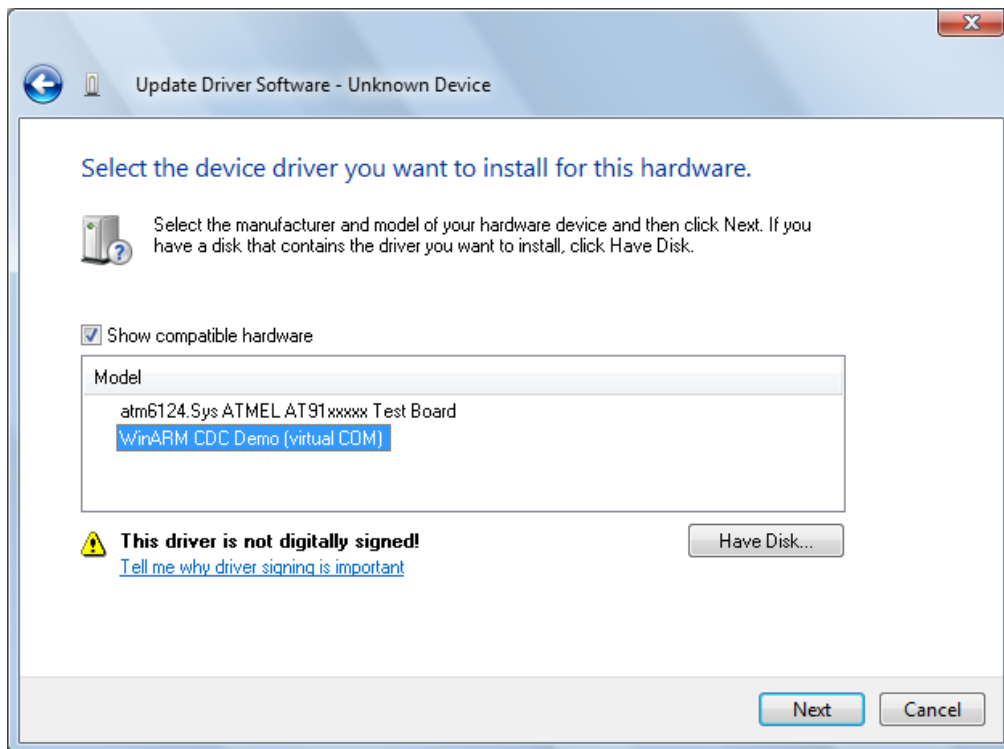 Update Driver Software - Unknown Device
Select the device driver you want to install for this hardware.
Select the manufacturer and model of your hardware device and then click Next. If you
have a disk that contains the driver you want to install, click Have Disk.
Show compatible hardware
Model
atm6124.Sys ATMEL AT91xxxxx Test Board
WinARM CDC Demo (virtual COM)
This driver is not digitally signed!
Have Disk...
Tell me why driver signing is important
Next
Cancel